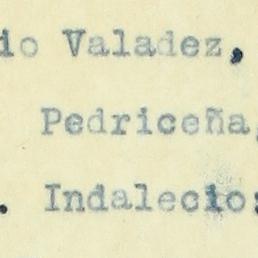 io Valadez,
Pedriceña,
. Indalecio;